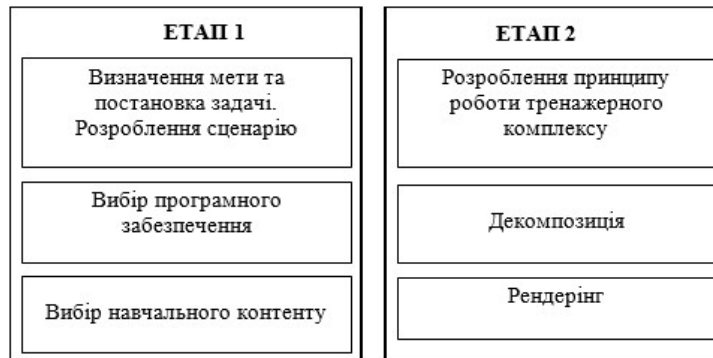 ЕТАП 1
Визначення мети та
постановка задачі.
Розроблення сценарію
Вибір програмного
забезпечення
Вибір навчального контенту
ЕТАП 2
Розроблення принципу
роботи тренажерного
комплексу
Декомпозиція
Рендерінг